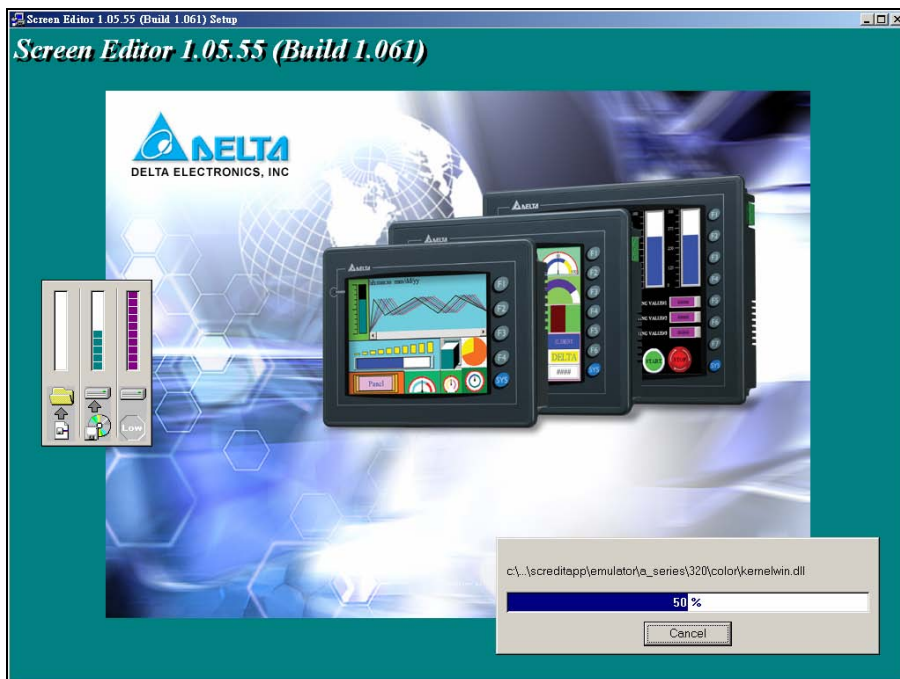 Screen Editor 1.05.55 (Build 1.061) Setup
Screen Editor 1.05.55 (Build 1.061)
DELTA
DELTA ELECTRONICS, INC
DELTA
DELTA
DELTA
F1
F2
F3
F4
SYS
Panel
F1
F2
F3
F4
F5
F6
SYS
DELTA
####
F1
F2
F3
F4
F5
F6
F7
SYS
START
STOP
Low
c:\...\screditapp\emulator\a_series\320\color\kernelwin.dll
50 %
Cancel